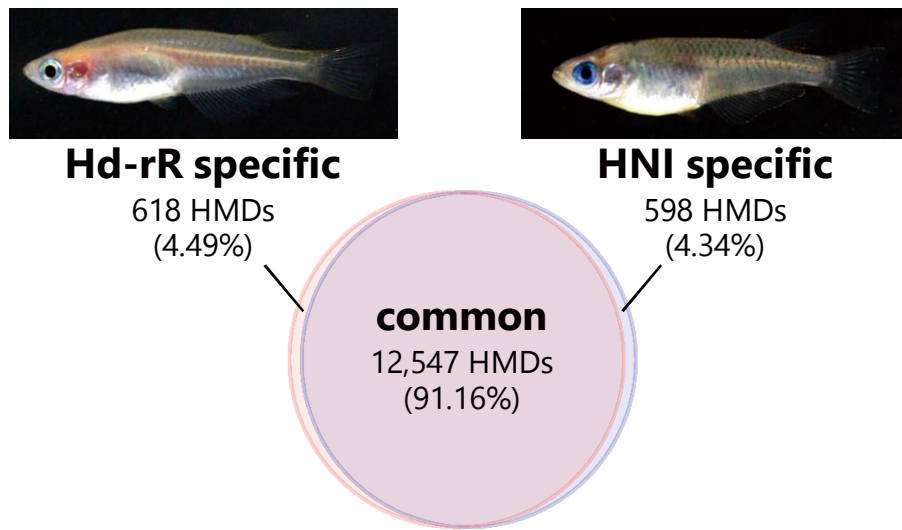 Hd-rR specific
618 HMDs
(4.49%)
HNI specific
598 HMDs
(4.34%)
common
12,547 HMDs
(91.16%)